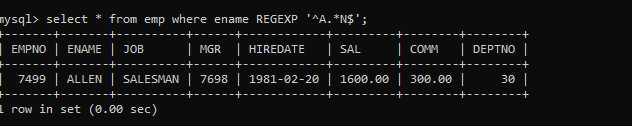 mysql> select * from emp where ename REGEXP '^A.*N$';
+-------+-------+----------+------+------------+---------+--------+--------+
| EMPNO | ENAME | JOB      | MGR  | HIREDATE   | SAL     | COMM   | DEPTNO |
+-------+-------+----------+------+------------+---------+--------+--------+
|  7499 | ALLEN | SALESMAN | 7698 | 1981-02-20 | 1600.00 | 300.00 |     30 |
+-------+-------+----------+------+------------+---------+--------+--------+
1 row in set (0.00 sec)